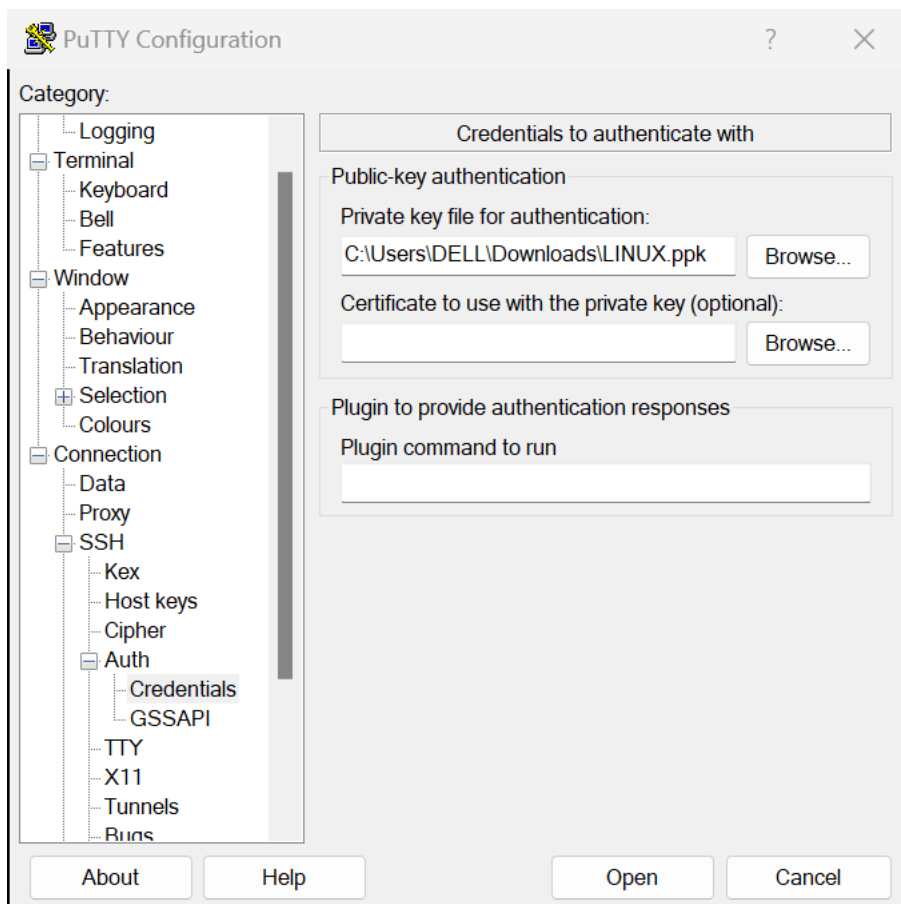 PuTTY Configuration
?
Category:
Logging
Terminal
Keyboard
Bell
Features
Window
Appearance
Behaviour
Translation
Selection
Colours
Connection
Data
Proxy
SSH
Kex
Host keys
Cipher
Auth
Credentials
GSSAPI
TTY
X11
Tunnels
Bugs
Credentials to authenticate with
Public-key authentication
Private key file for authentication:
C:\Users\DELL\Downloads\LINUX.ppk
Browse...
Certificate to use with the private key (optional):
Browse...
Plugin to provide authentication responses
Plugin command to run
About
Help
Open
Cancel